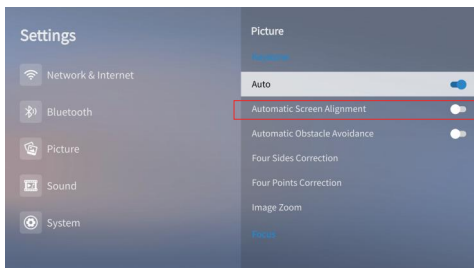 Settings
Network & Internet
Bluetooth
Picture
Sound
System
Picture
Auto
Automatic Screen Alignment
Automatic Obstacle Avoidance
Four Sides Correction
Four Points Correction
Image Zoom
Focus